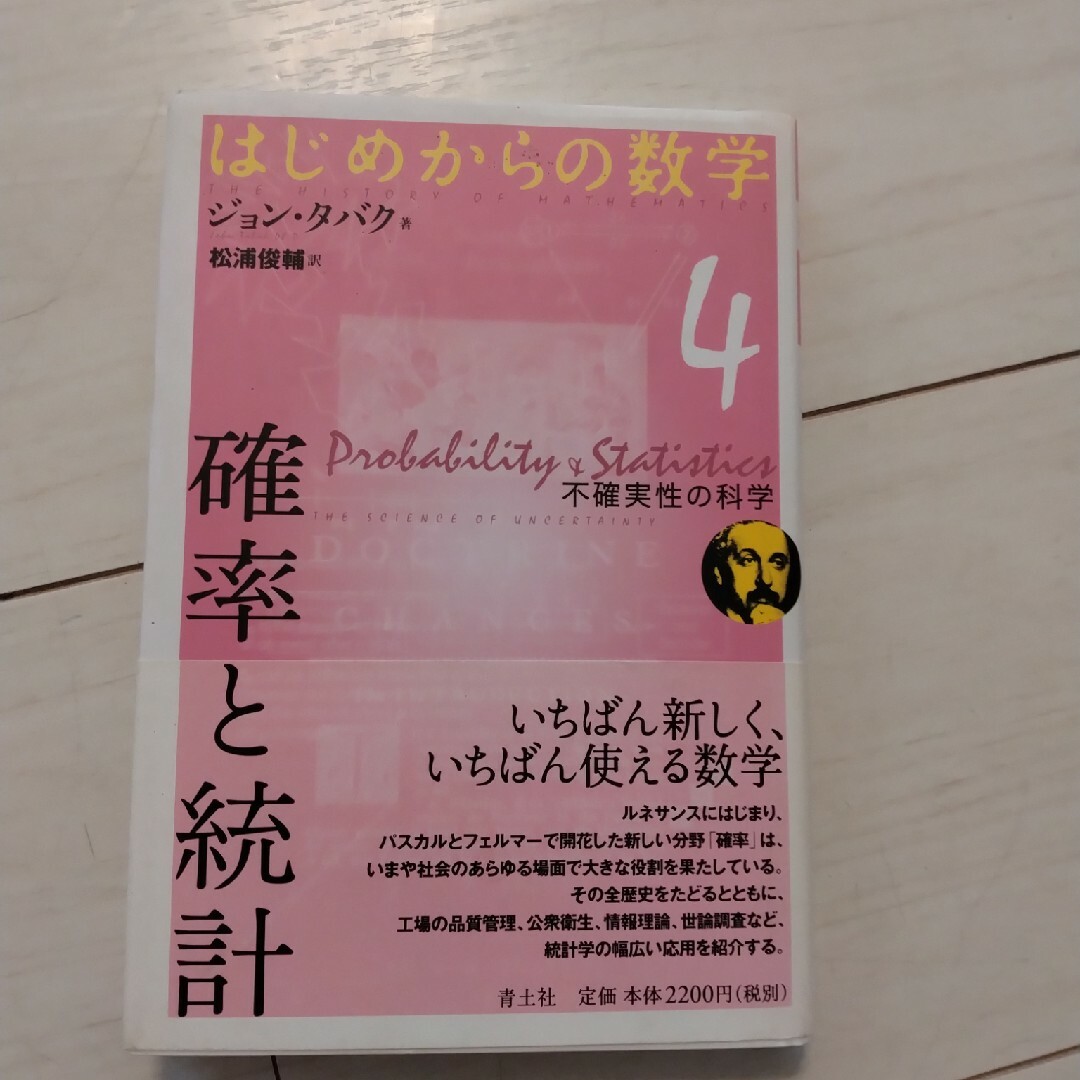 はじめからの数学
THE HISTORY OF MATHEMATICS
ジョン・タバク 著
松浦俊輔 訳
4
確率と統計
Probability & Statistics
不確実性の科学
THE SCIENCE OF UNCERTAINTY
DOCTRINE
CHANCES
いちばん新しく、
いちばん使える数学
ルネサンスにはじまり、
パスカルとフェルマーで開花した新しい分野「確率」は、
いまや社会のあらゆる場面で大きな役割を果たしている。
その全歴史をたどるとともに、
工場の品質管理、公衆衛生、情報理論、世論調査など、
統計学の幅広い応用を紹介する。
青土社 定価 本体2200円(税別)